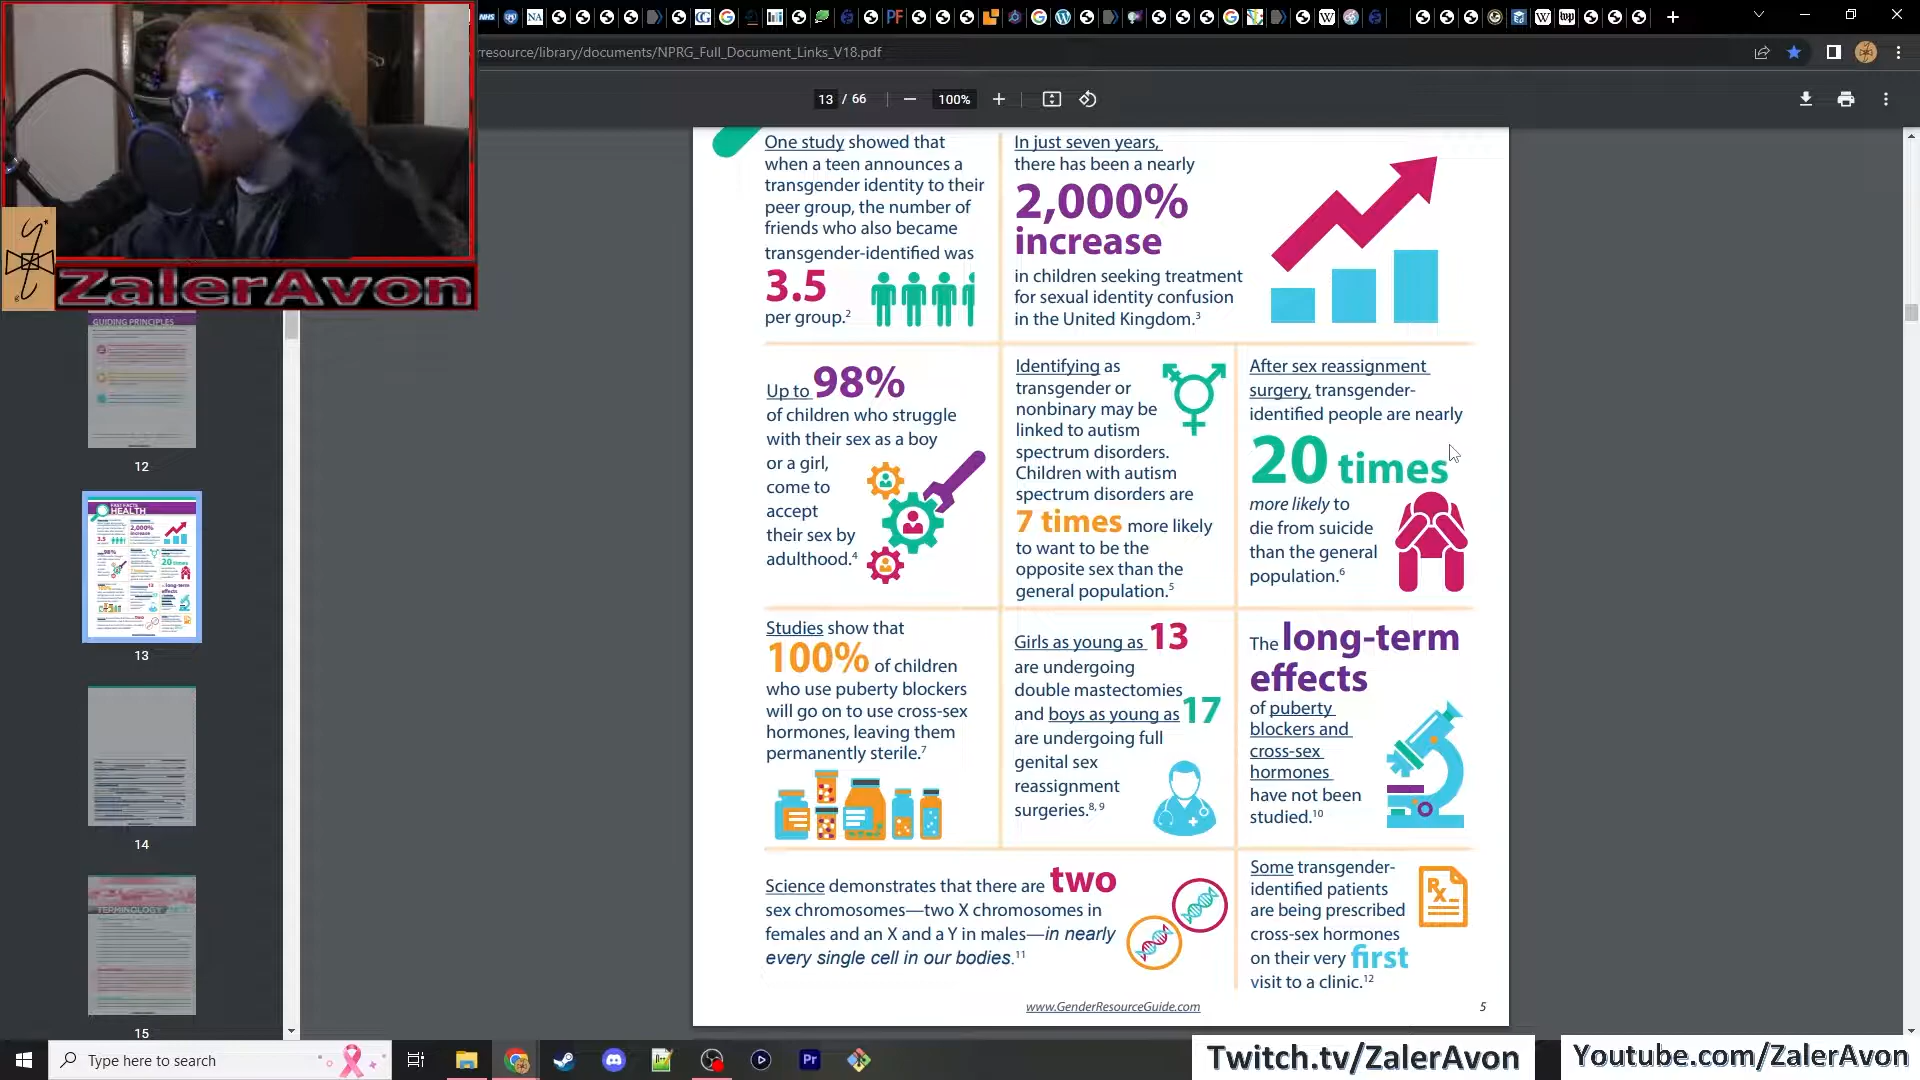 rresource/library/documents/NPRG_Full_Document_Links_V18.pdf
13 / 66
100%
ZalerAvon
GUIDING PRINCIPLES
12
FAST FACTS
HEALTH
13
14
TERMINOLOGY
15
One study showed that
when a teen announces a
transgender identity to their
peer group, the number of
friends who also became
transgender-identified was
3.5
per group.2
In just seven years,
there has been a nearly
2,000%
increase
in children seeking treatment
for sexual identity confusion
in the United Kingdom.3
Up to 98%
of children who struggle
with their sex as a boy
or a girl,
come to
accept
their sex by
adulthood.4
Identifying as
transgender or
nonbinary may be
linked to autism
spectrum disorders.
Children with autism
spectrum disorders are
7 times more likely
to want to be the
opposite sex than the
general population.5
After sex reassignment
surgery, transgender-
identified people are nearly
20 times
more likely to
die from suicide
than the general
population.6
Studies show that
100% of children
who use puberty blockers
will go on to use cross-sex
hormones, leaving them
permanently sterile.7
Girls as young as 13
are undergoing
double mastectomies
and boys as young as 17
are undergoing full
genital sex
reassignment
surgeries.8, 9
The long-term
effects
of puberty
blockers and
cross-sex
hormones
have not been
studied.10
Science demonstrates that there are two
sex chromosomes—two X chromosomes in
females and an X and a Y in males—in nearly
every single cell in our bodies.11
Some transgender-
identified patients
are being prescribed
cross-sex hormones
on their very first
visit to a clinic.12
Rx
www.GenderResourceGuide.com
5
Type here to search
Pr
Twitch.tv/ZalerAvon
Youtube.com/ZalerAvon